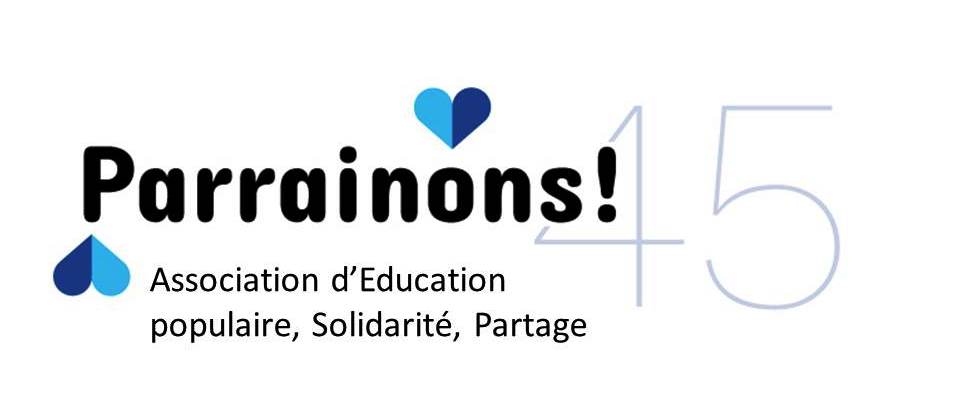 Parrainons! 45
Association d’Education
populaire, Solidarité, Partage